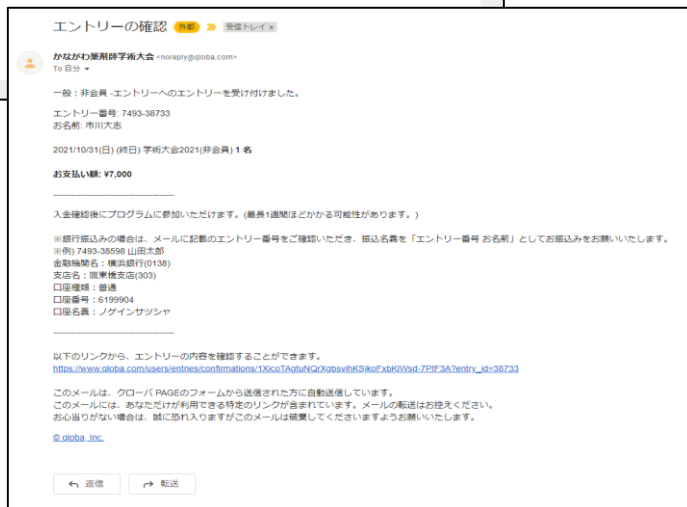 エントリーの確認 外部 受信トレイ ×
かながわ薬剤師学術大会 <noreply@qloba.com>
To 自分
一般：非会員 -エントリーへのエントリーを受け付けました。
エントリー番号: 7493-38733
お名前: 市川大志
2021/10/31(日) (終日) 学術大会2021(非会員) 1 名
お支払い額: ¥7,000
----------------------------------------
入金確認後にプログラムに参加いただけます。(最長1週間ほどかかる可能性があります。)
※銀行振込みの場合は、メールに記載のエントリー番号をご確認いただき、振込名義を「エントリー番号 お名前」としてお振込みをお願いいたします。
※例) 7493-38598 山田太郎
金融機関名：横浜銀行(0138)
支店名：阪東橋支店(303)
口座種類：普通
口座番号：6199904
口座名義：ノゲインサツシャ
----------------------------------------
以下のリンクから、エントリーの内容を確認することができます。
https://www.qloba.com/users/entries/confirmations/1XicoTAgtuNQrXgbsvihKSjkoFxbKiWsd-7PtF3A?entry_id=38733
このメールは、クローバ PAGEのフォームから送信された方に自動送信しています。
このメールには、あなただけが利用できる特定のリンクが含まれています。メールの転送はお控えください。
お心当りがない場合は、誠に恐れ入りますがこのメールは破棄してくださいますようお願いいたします。
© qloba, Inc.
返信 転送